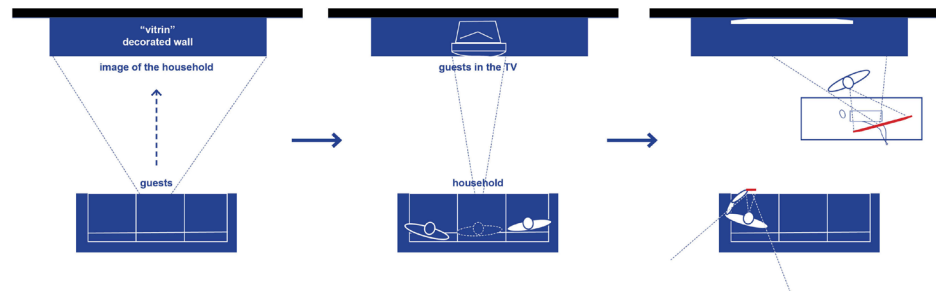 “vitrin”
decorated wall
image of the household
guests
guests in the TV
household